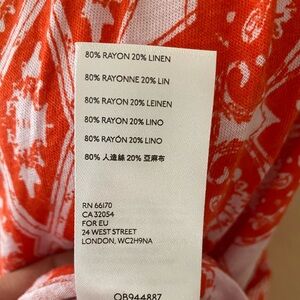 80% RAYON 20% LINEN
80% RAYONNE 20% LIN
80% RAYON 20% LEINEN
80% RAYON 20% LINO
80% RAYÓN 20% LINO
80% 人造絲 20% 亞麻布
RN 66170
CA 32054
FOR EU
24 WEST STREET
LONDON, WC2H9NA
OB944887